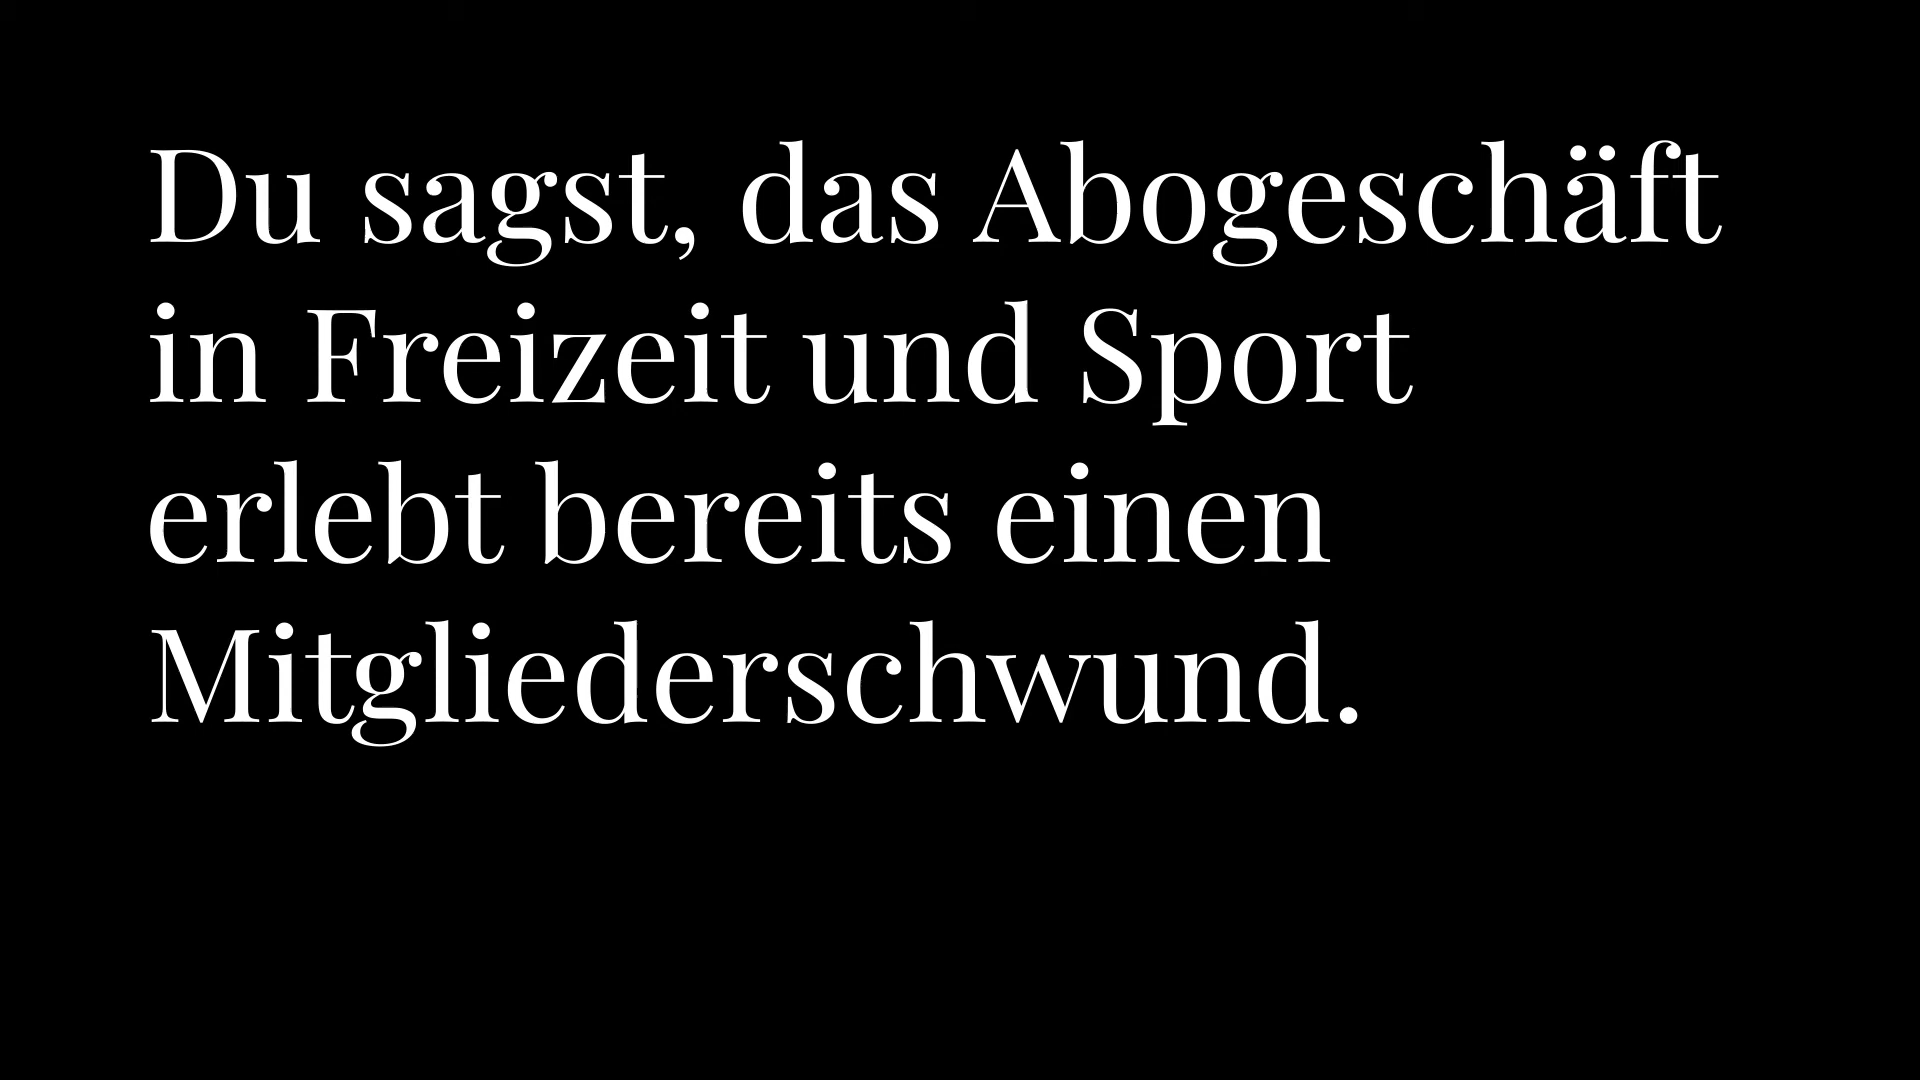 Du sagst, das Abogeschäft
in Freizeit und Sport
erlebt bereits einen
Mitgliederschwund.